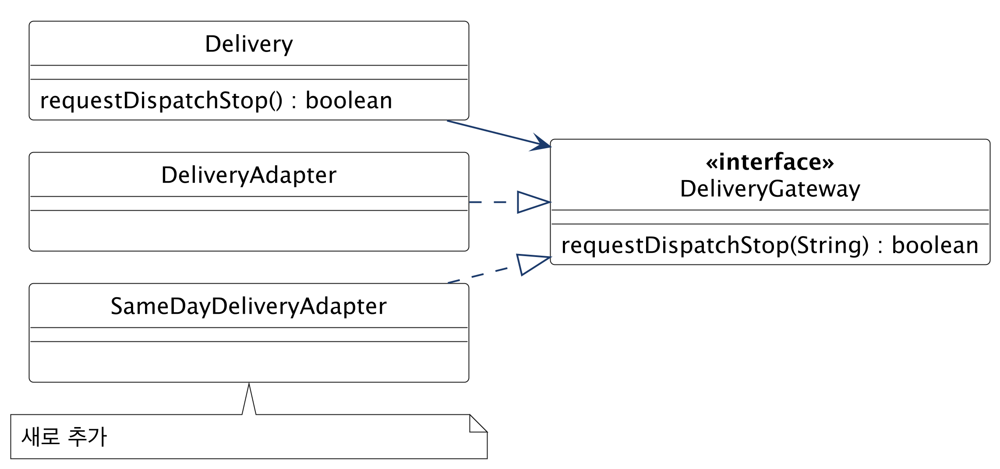 Delivery
requestDispatchStop() : boolean
DeliveryAdapter
«interface»
DeliveryGateway
requestDispatchStop(String) : boolean
SameDayDeliveryAdapter
새로 추가